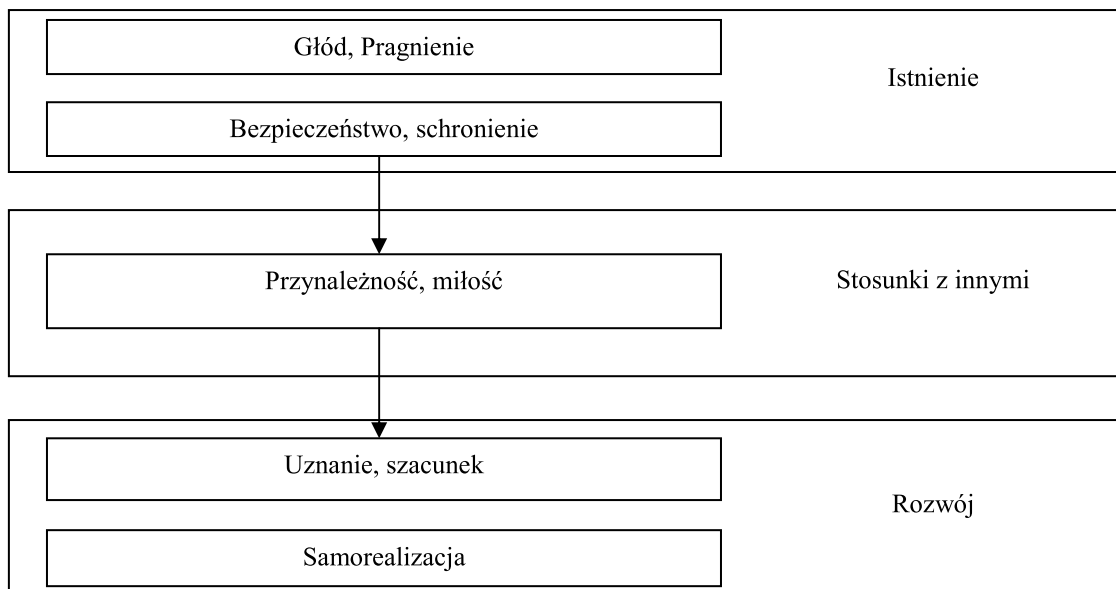 Głód, Pragnienie
Istnienie
Bezpieczeństwo, schronienie
Przynależność, miłość
Stosunki z innymi
Uznanie, szacunek
Rozwój
Samorealizacja